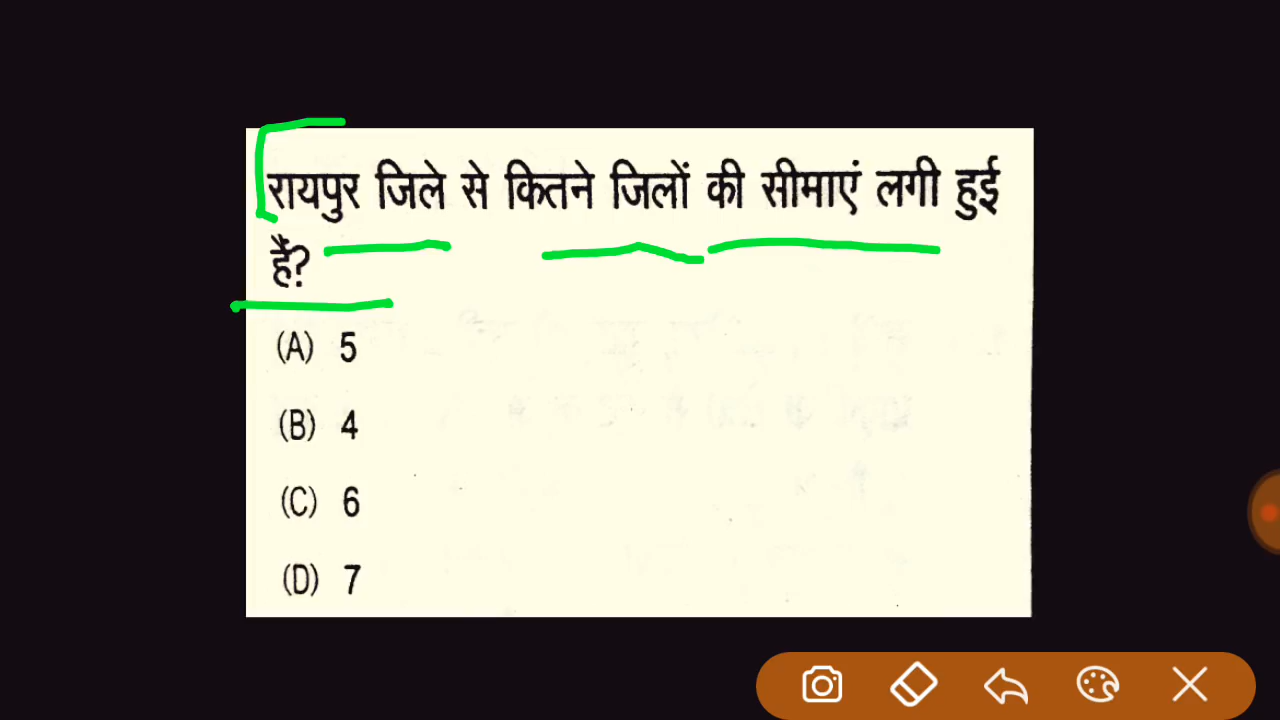 रायपुर जिले से कितने जिलों की सीमाएं लगी हुई
हैं?
(A) 5
(B) 4
(C) 6
(D) 7